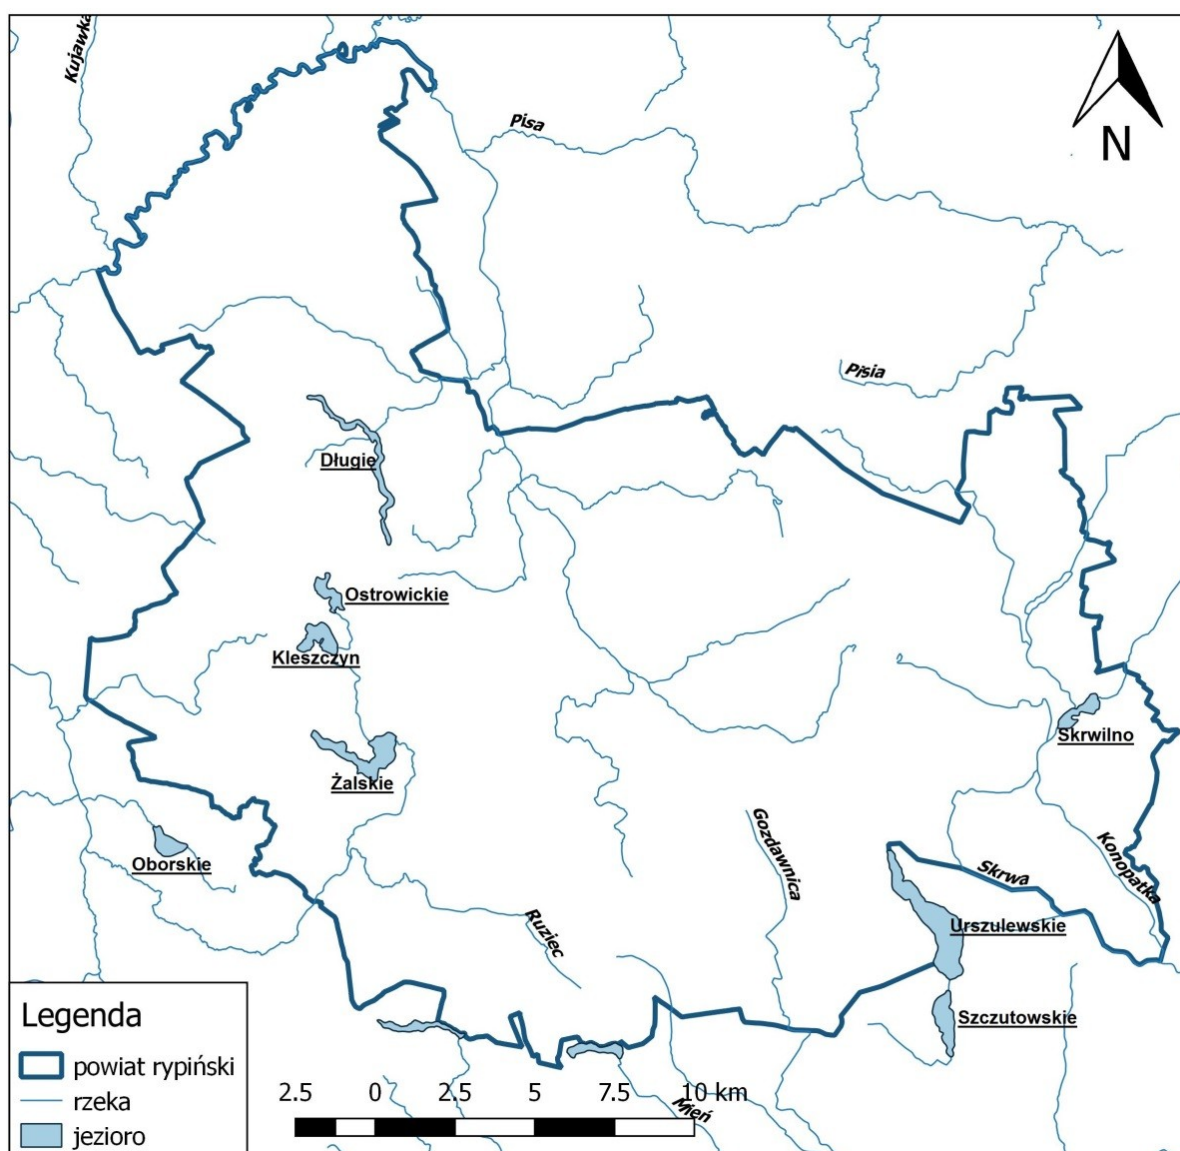 Kujawka
Pisa
N
Pisia
Długie
Ostrowickie
Kleszczyn
Skrwilno
Żalskie
Gozdawnica
Konopatka
Oborskie
Skrwa
Ruziec
Urszulewskie
Szczutowskie
Legenda
powiat rypiński
rzeka
jezioro
2.5 0 2.5 5 7.5 10 km
Mień